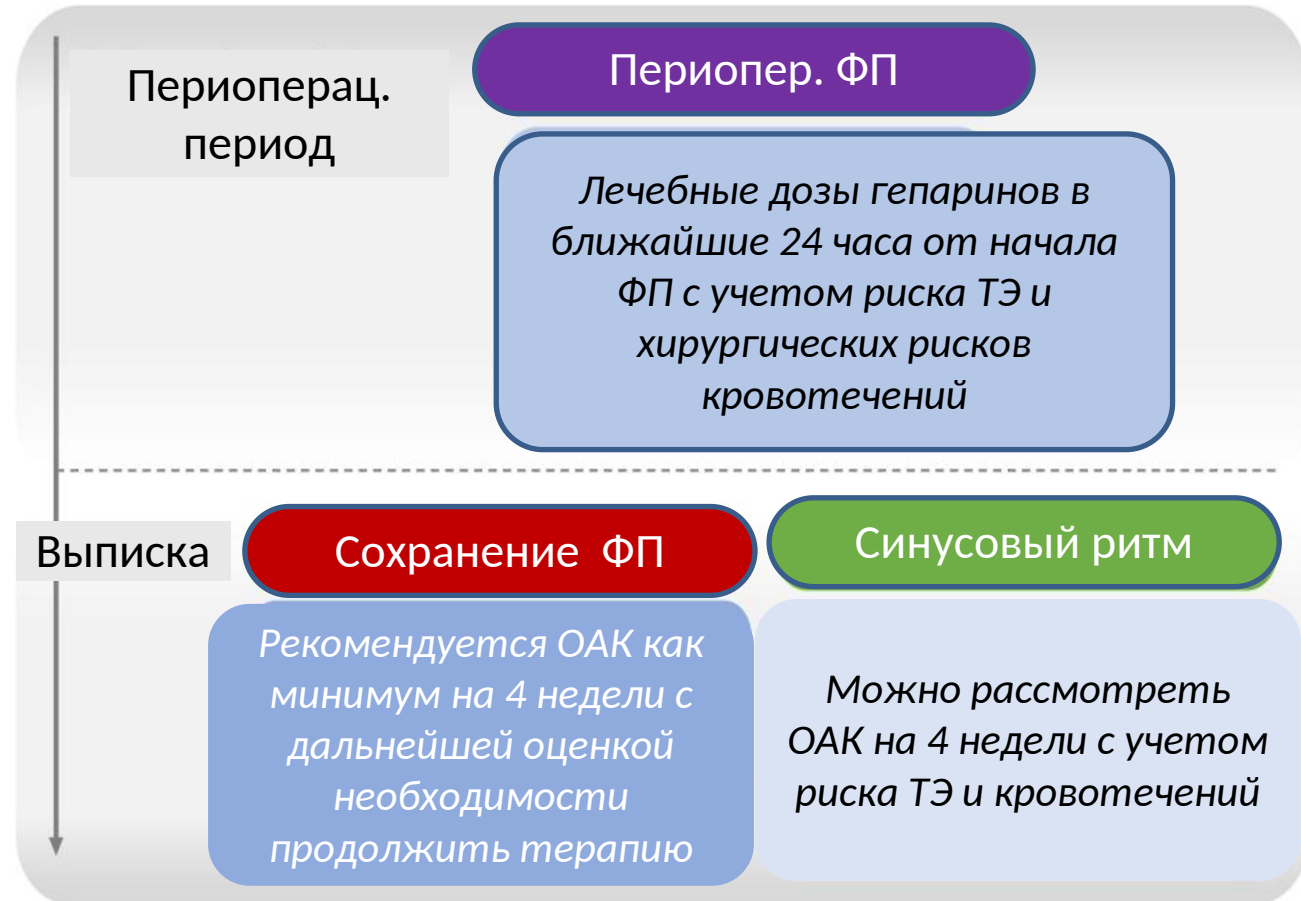 Периоперац.
период
Периопер. ФП
Лечебные дозы гепаринов в
ближайшие 24 часа от начала
ФП с учетом риска ТЭ и
хирургических рисков
кровотечений
Выписка
Сохранение ФП
Рекомендуется ОАК как
минимум на 4 недели с
дальнейшей оценкой
необходимости
продолжить терапию
Синусовый ритм
Можно рассмотреть
ОАК на 4 недели с учетом
риска ТЭ и кровотечений